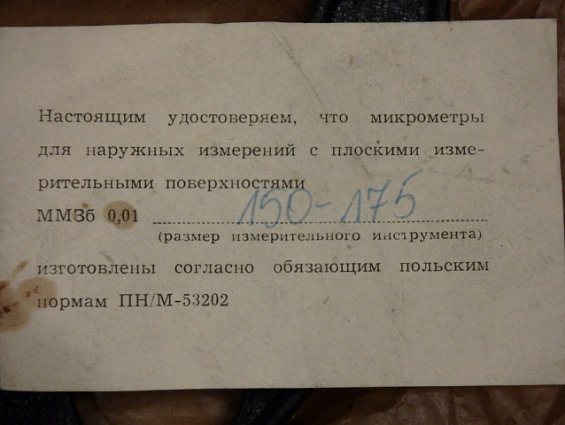 Настоящим удостоверяем, что микрометры
для наружных измерений с плоскими изме-
рительными поверхностями
ММЗб 0,01 150-175
(размер измерительного инструмента)
изготовлены согласно обязающим польским
нормам ПН/М-53202